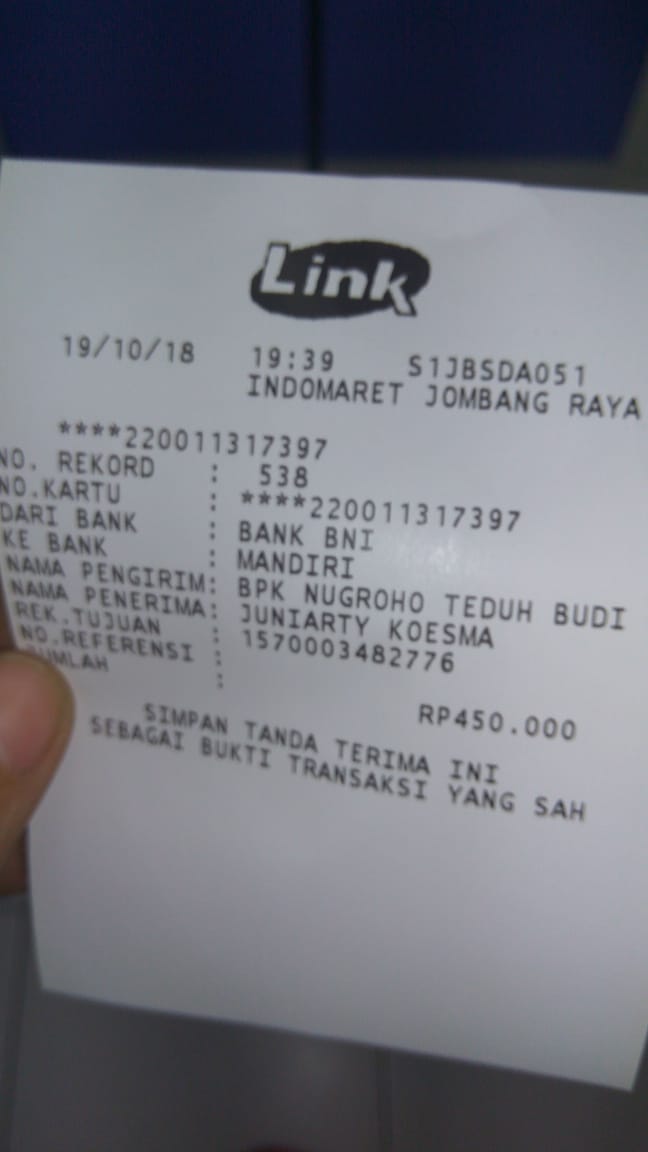 Link
19/10/18 19:39 S1JBSDA051
INDOMARET JOMBANG RAYA
****220011317397
NO. REKORD : 538
NO.KARTU : ****220011317397
DARI BANK : BANK BNI
KE BANK : MANDIRI
NAMA PENGIRIM: BPK NUGROHO TEDUH BUDI
NAMA PENERIMA: JUNIARTY KOESMA
REK.TUJUAN : 1570003482776
NO.REFERENSI :
JUMLAH :
RP450.000
SIMPAN TANDA TERIMA INI
SEBAGAI BUKTI TRANSAKSI YANG SAH